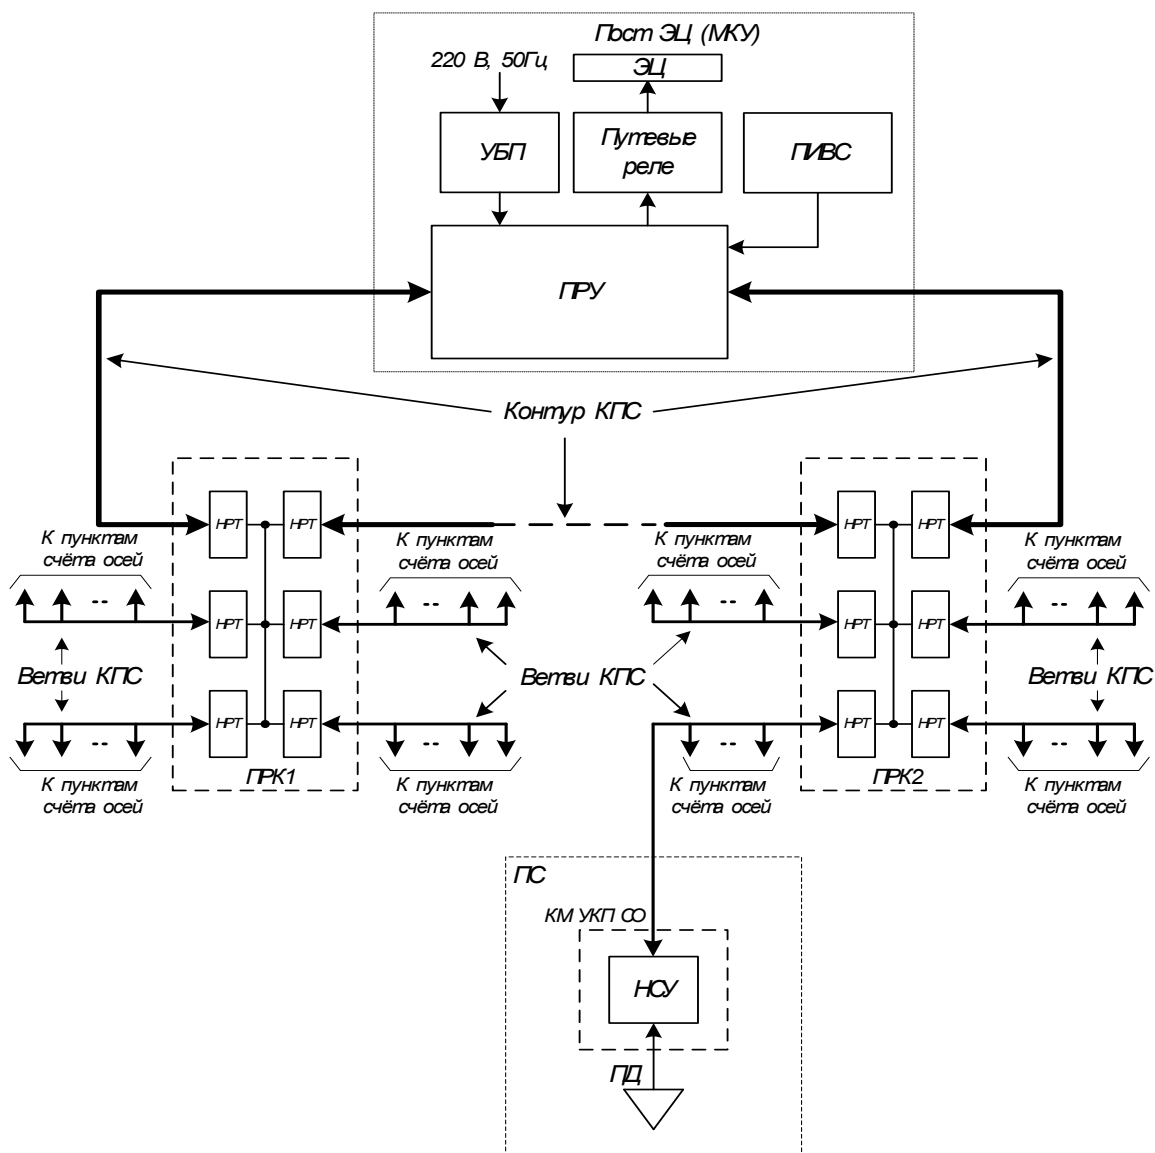 Пост ЭЦ (МКУ)
220 В, 50Гц
ЭЦ
УБП
Путевые
реле
ПИВС
ПРУ
Контур КПС
НРТ
НРТ
НРТ
НРТ
К пунктам
счёта осей
К пунктам
счёта осей
К пунктам
счёта осей
К пунктам
счёта осей
--
--
--
--
НРТ
НРТ
НРТ
НРТ
Ветви КПС
Ветви КПС
Ветви КПС
НРТ
НРТ
НРТ
НРТ
--
--
--
--
ПРК1
ПРК2
К пунктам
счёта осей
К пунктам
счёта осей
К пунктам
счёта осей
К пунктам
счёта осей
ПС
КМ УКП СО
НСУ
ПД